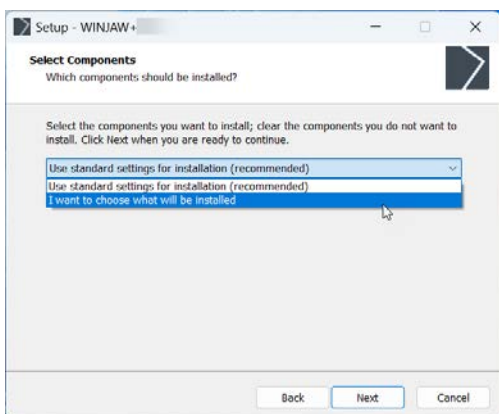 Setup - WINJAW+
Select Components
Which components should be installed?
Select the components you want to install; clear the components you do not want to
install. Click Next when you are ready to continue.
Use standard settings for installation (recommended)
Use standard settings for installation (recommended)
I want to choose what will be installed
Back Next Cancel